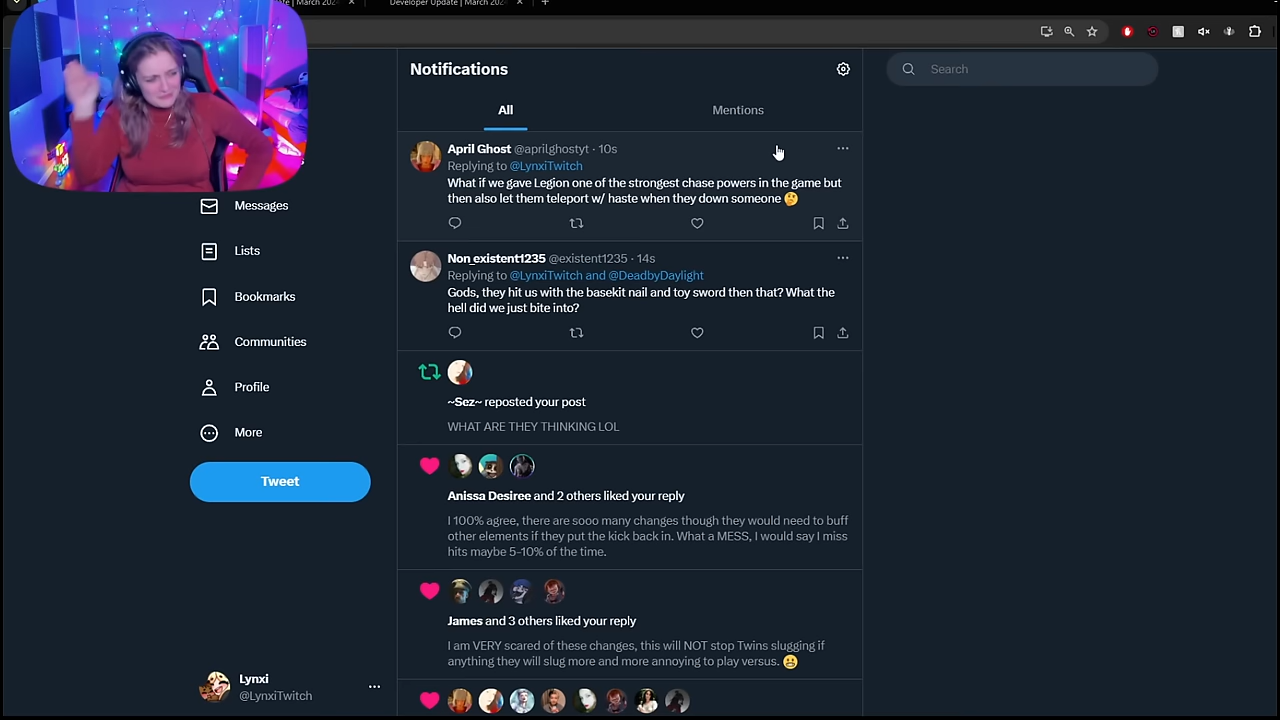 te | March 202
Developer Update | March 202
Notifications
Search
All
Mentions
April Ghost @aprilghostyt · 10s
Replying to @LynxiTwitch
What if we gave Legion one of the strongest chase powers in the game but
then also let them teleport w/ haste when they down someone 🤔
Non_existent1235 @existent1235 · 14s
Replying to @LynxiTwitch and @DeadbyDaylight
Gods, they hit us with the basekit nail and toy sword then that? What the
hell did we just bite into?
~Sez~ reposted your post
WHAT ARE THEY THINKING LOL
Anissa Desiree and 2 others liked your reply
I 100% agree, there are sooo many changes though they would need to buff
other elements if they put the kick back in. What a MESS, I would say I miss
hits maybe 5-10% of the time.
James and 3 others liked your reply
I am VERY scared of these changes, this will NOT stop Twins slugging if
anything they will slug more and more annoying to play versus. 😬
Messages
Lists
Bookmarks
Communities
Profile
More
Tweet
Lynxi
@LynxiTwitch